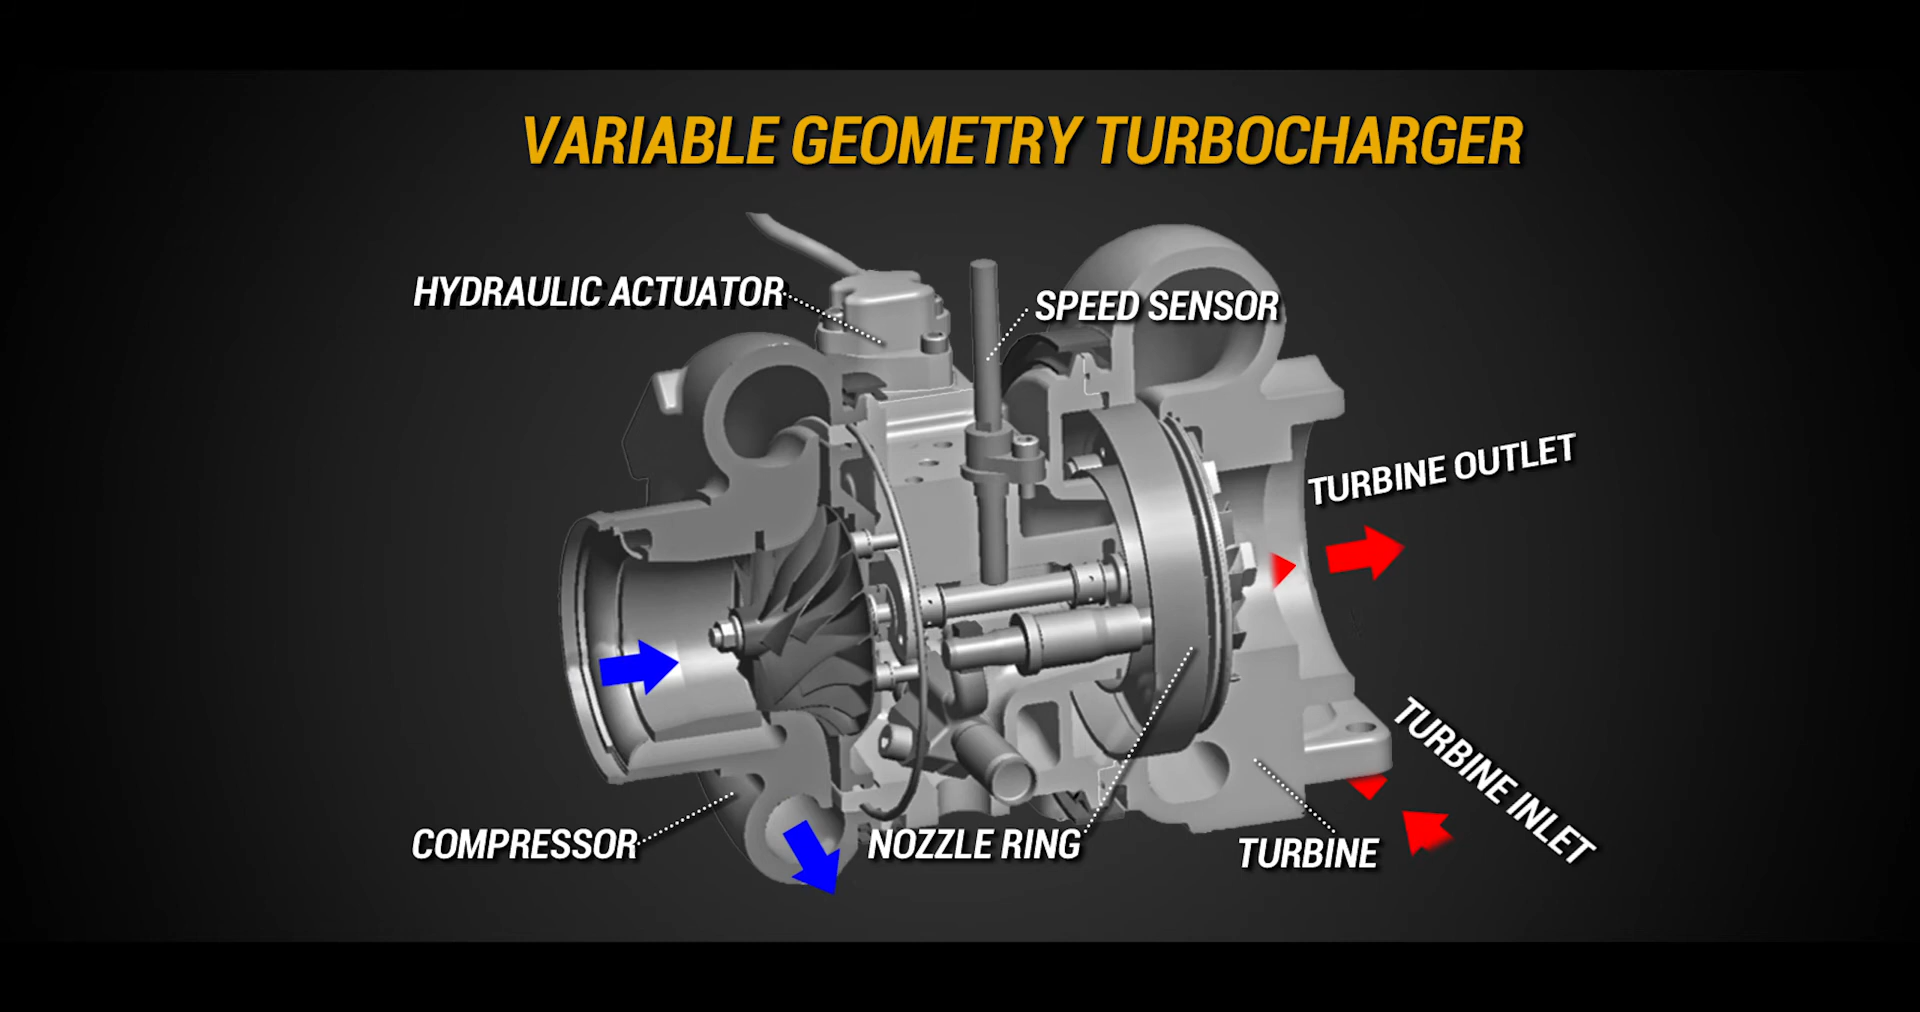 VARIABLE GEOMETRY TURBOCHARGER
HYDRAULIC ACTUATOR
SPEED SENSOR
TURBINE OUTLET
TURBINE INLET
COMPRESSOR
NOZZLE RING
TURBINE